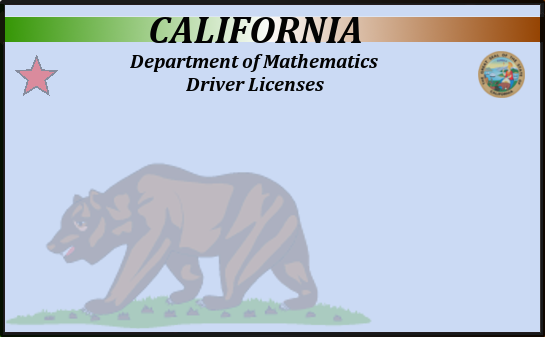 CALIFORNIA
Department of Mathematics
Driver Licenses